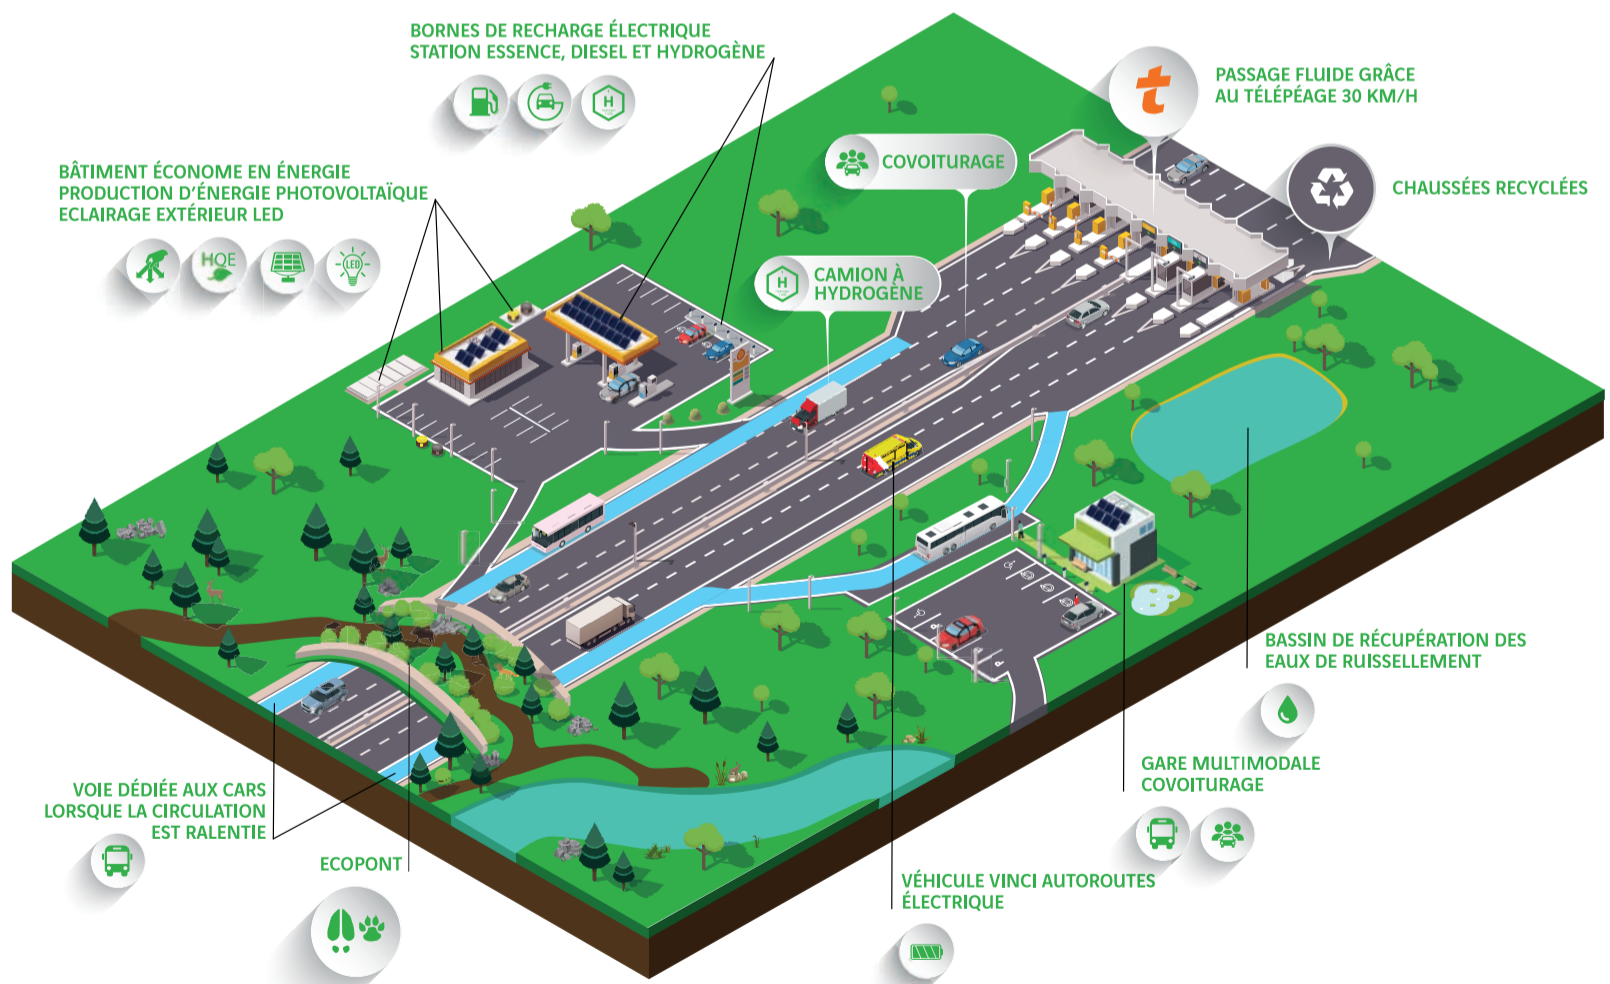 BORNES DE RECHARGE ÉLECTRIQUE
STATION ESSENCE, DIESEL ET HYDROGÈNE
H
t
PASSAGE FLUIDE GRÂCE
AU TÉLÉPÉAGE 30 KM/H
COVOITURAGE
CHAUSSÉES RECYCLÉES
BÂTIMENT ÉCONOME EN ÉNERGIE
PRODUCTION D'ÉNERGIE PHOTOVOLTAÏQUE
ECLAIRAGE EXTÉRIEUR LED
HQE
LED
H
CAMION À
HYDROGÈNE
BASSIN DE RÉCUPÉRATION DES
EAUX DE RUISSELLEMENT
GARE MULTIMODALE
COVOITURAGE
VOIE DÉDIÉE AUX CARS
LORSQUE LA CIRCULATION
EST RALENTIE
ECOPONT
VÉHICULE VINCI AUTOROUTES
ÉLECTRIQUE